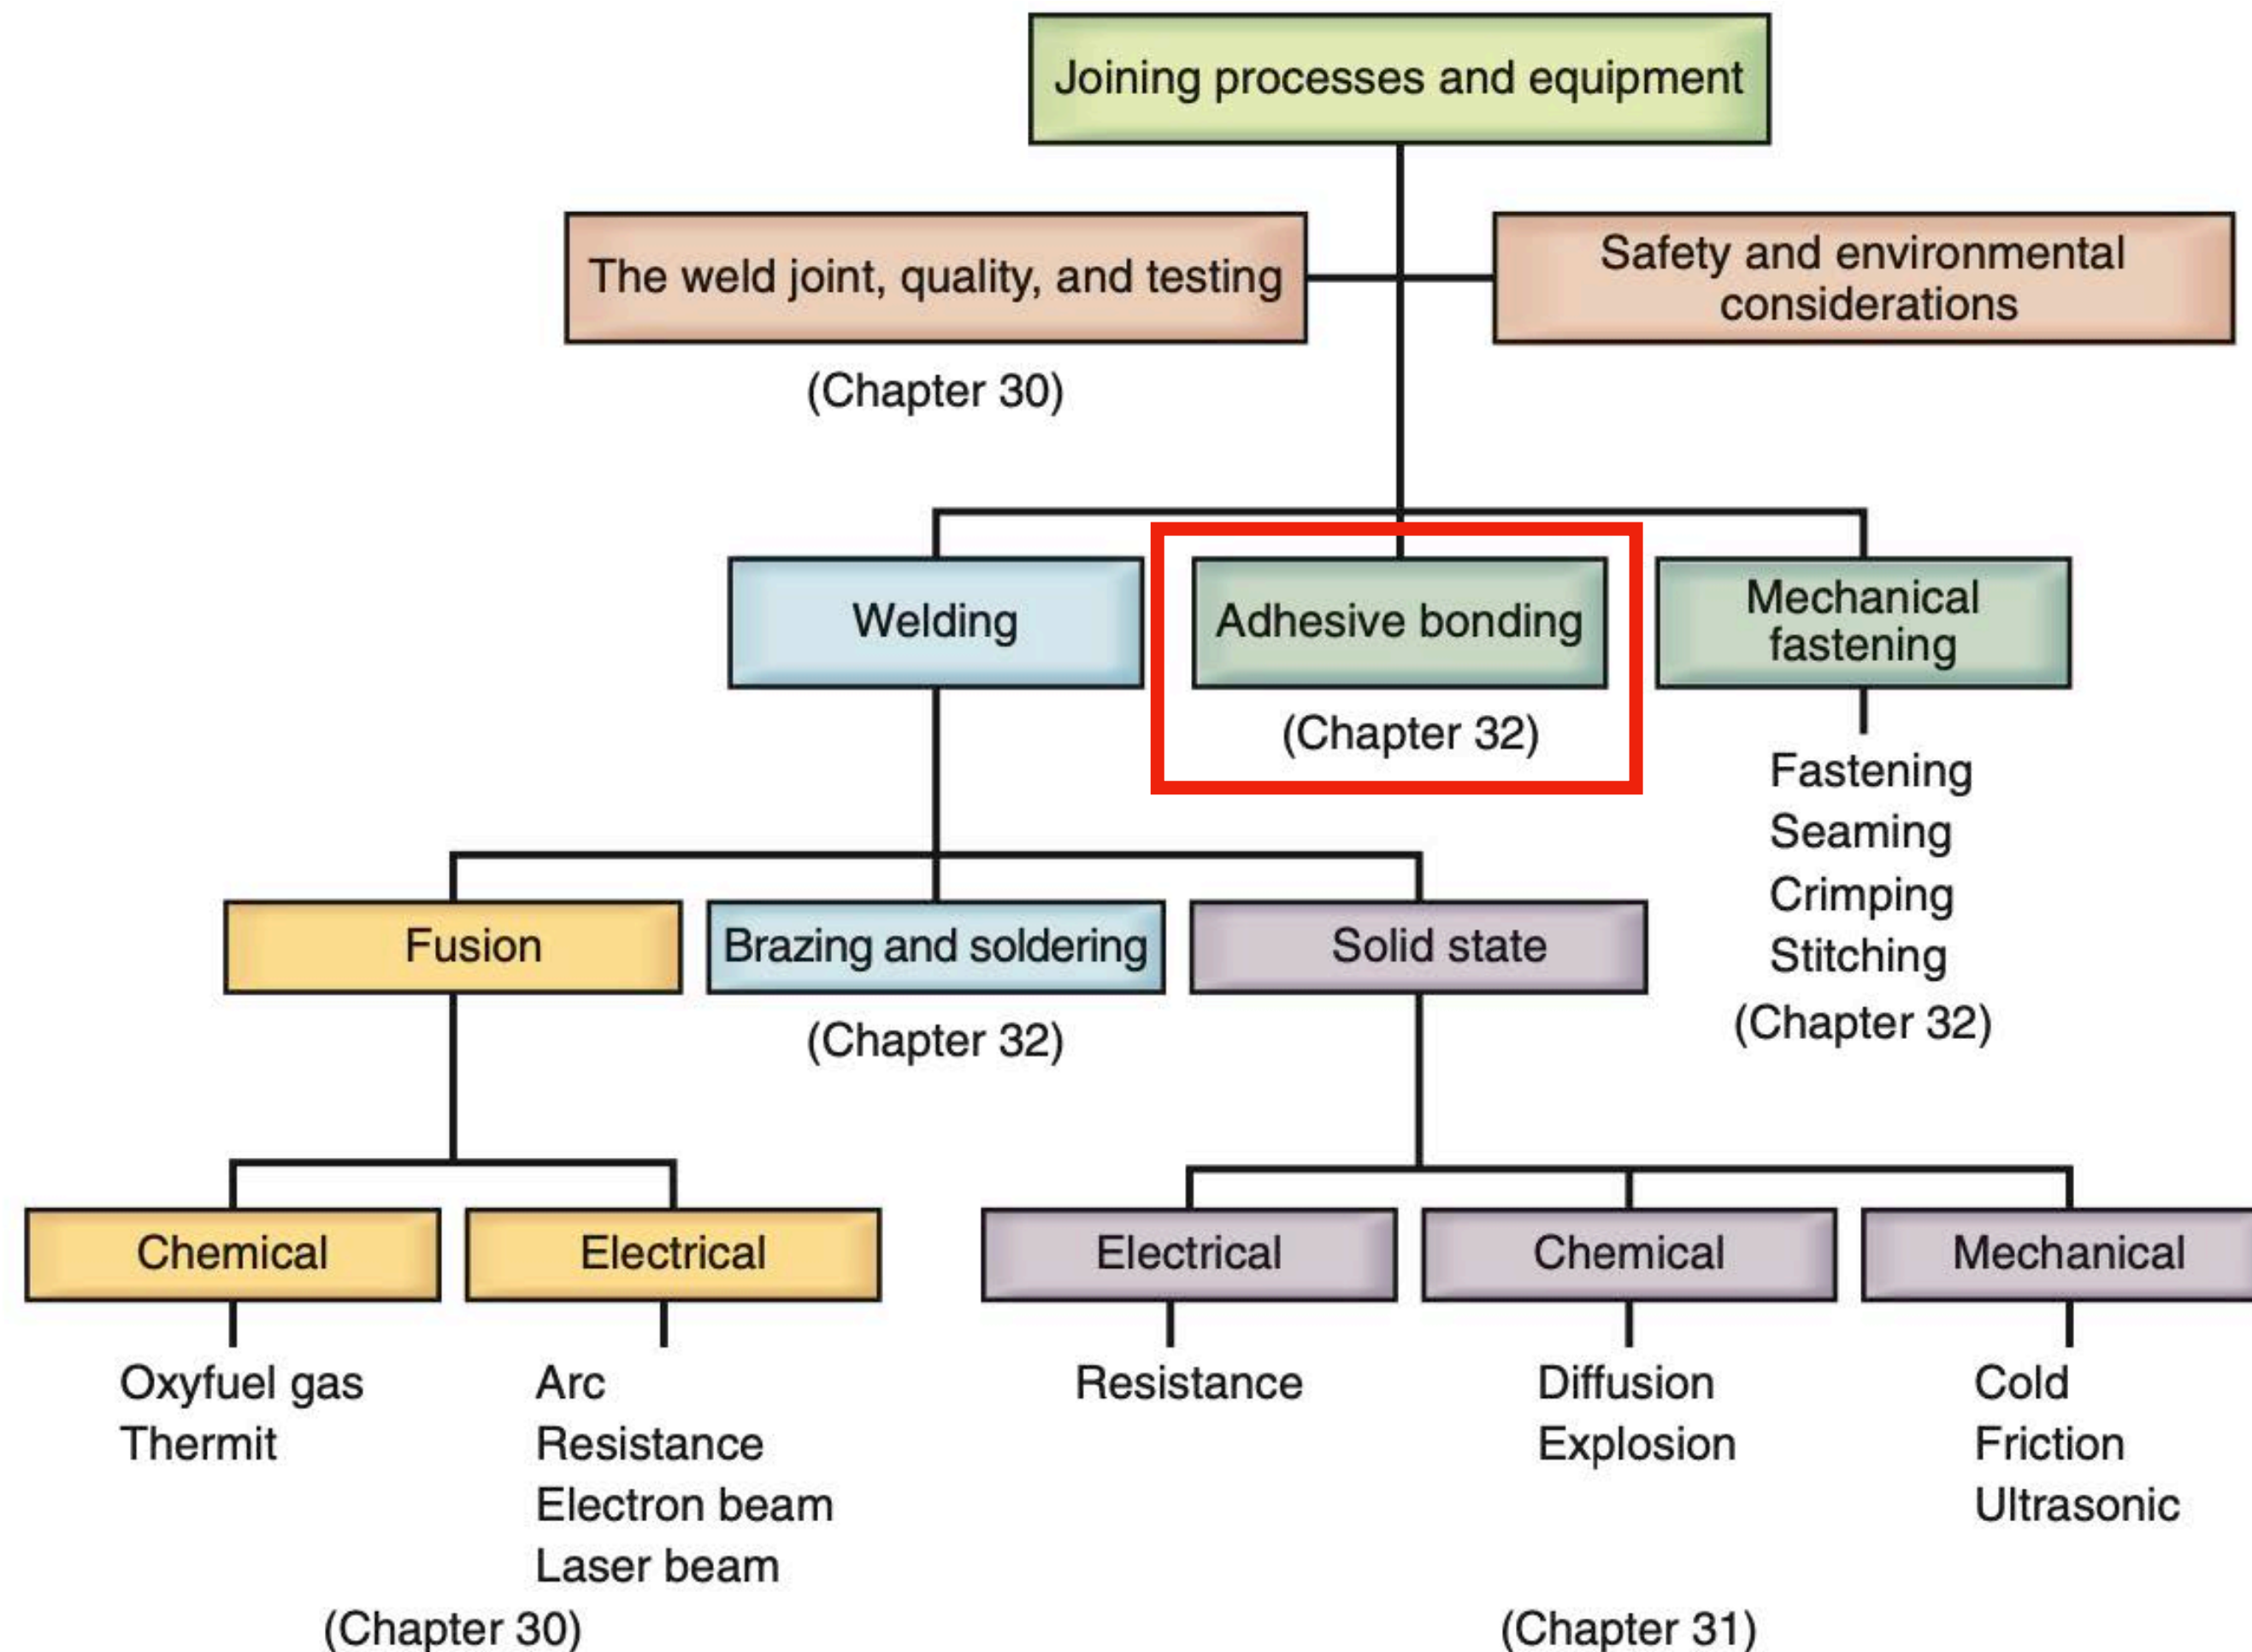 Joining processes and equipment
The weld joint, quality, and testing
Safety and environmental
considerations
(Chapter 30)
Welding
Adhesive bonding
Mechanical
fastening
(Chapter 32)
Fastening
Seaming
Crimping
Stitching
(Chapter 32)
Fusion
Brazing and soldering
Solid state
(Chapter 32)
Chemical
Electrical
Electrical
Chemical
Mechanical
Oxyfuel gas
Thermit
Arc
Resistance
Electron beam
Laser beam
Resistance
Diffusion
Explosion
Cold
Friction
Ultrasonic
(Chapter 30)
(Chapter 31)